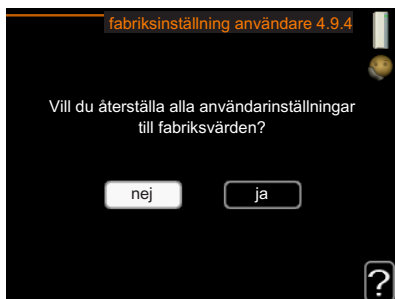 fabriksinställning användare 4.9.4
Vill du återställa alla användarinställningar
till fabriksvärden?
nej
ja
?